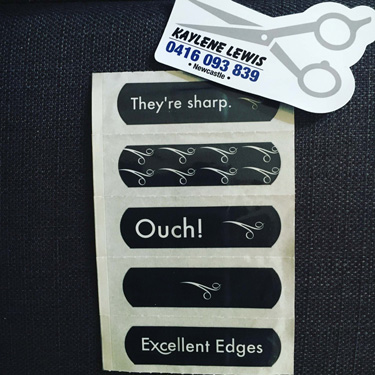 KAYLENE LEWIS
0416 093 839
• Newcastle •
They're sharp.
Ouch!
Excellent Edges